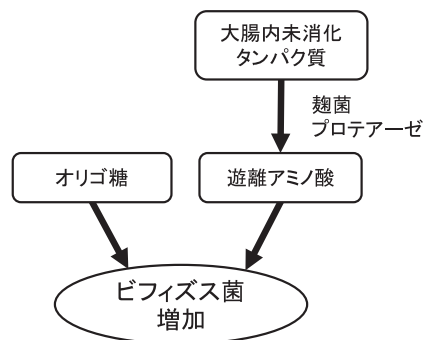 大腸内未消化
タンパク質
麹菌
プロテアーゼ
オリゴ糖
遊離アミノ酸
ビフィズス菌
増加